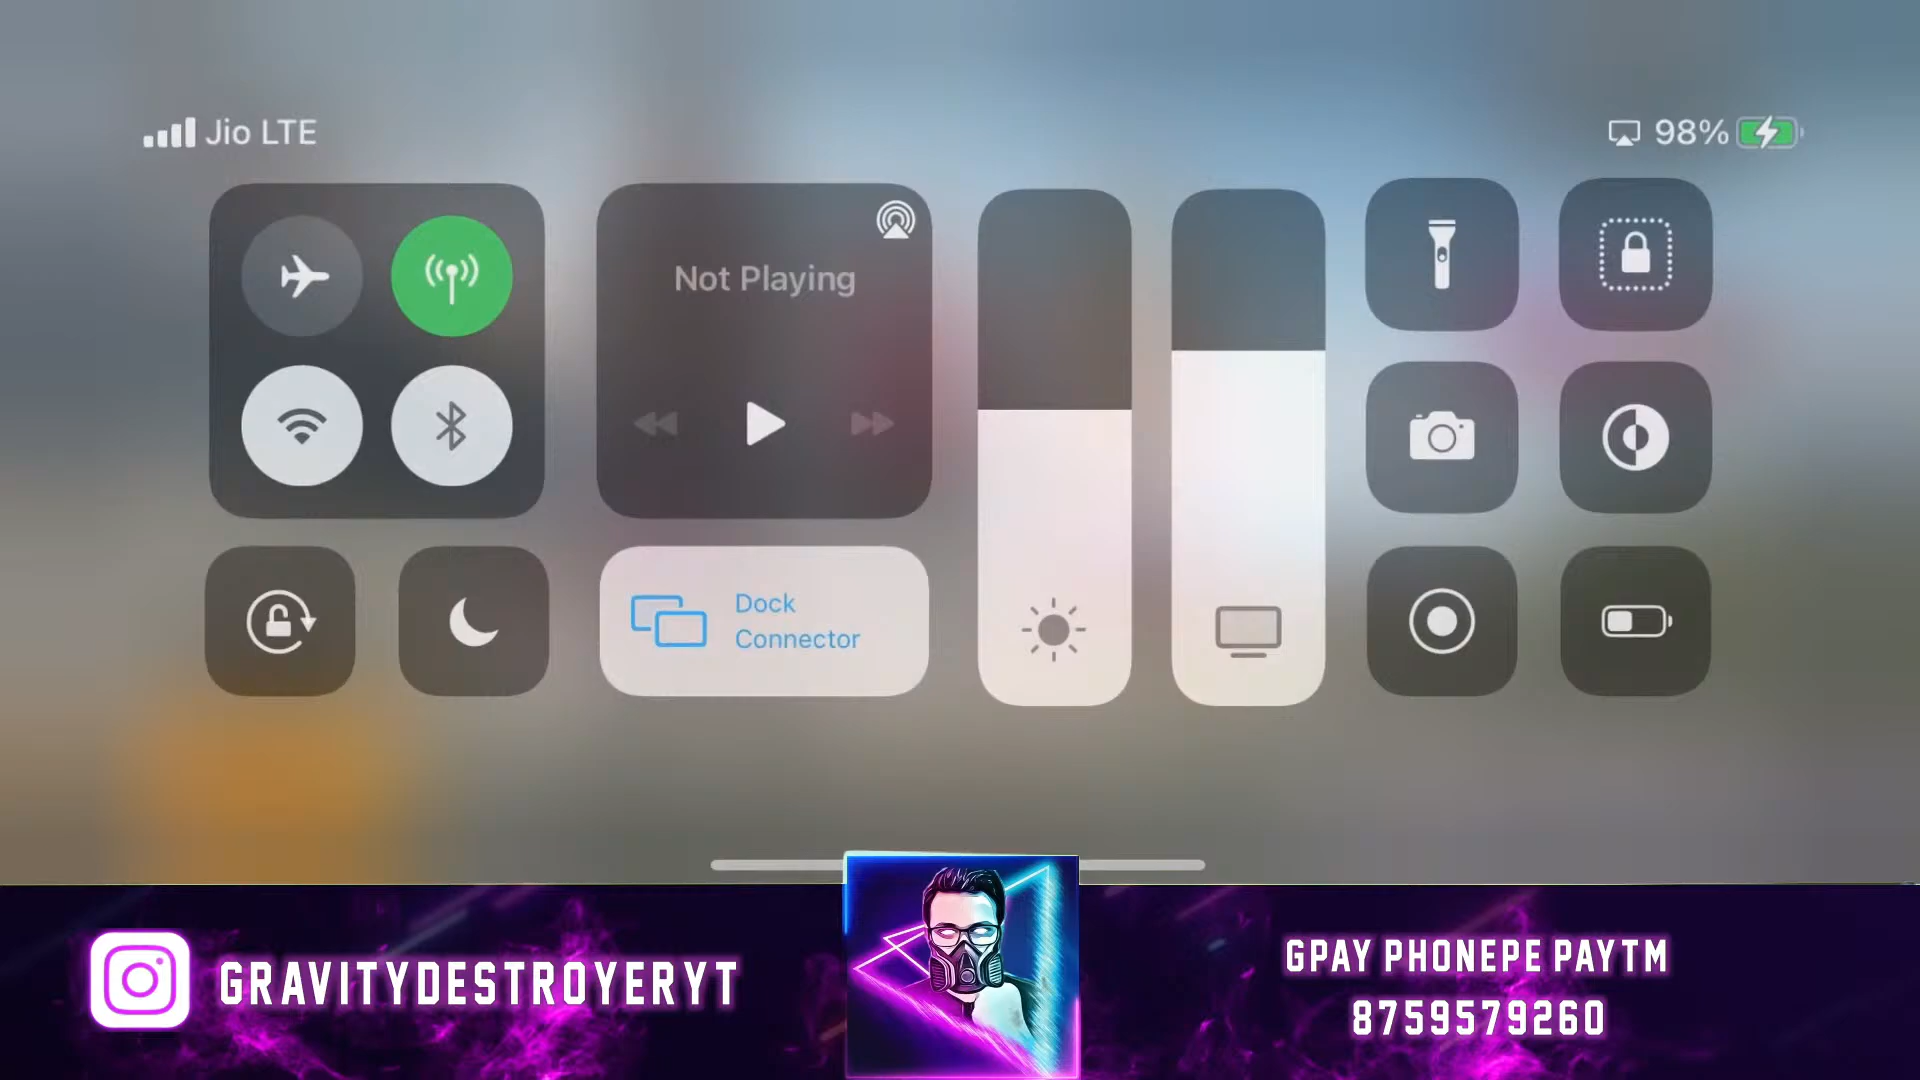 Jio LTE
98%
Not Playing
Dock
Connector
GRAVITYDESTROYERYT
GPAY PHONEPE PAYTM
8759579260